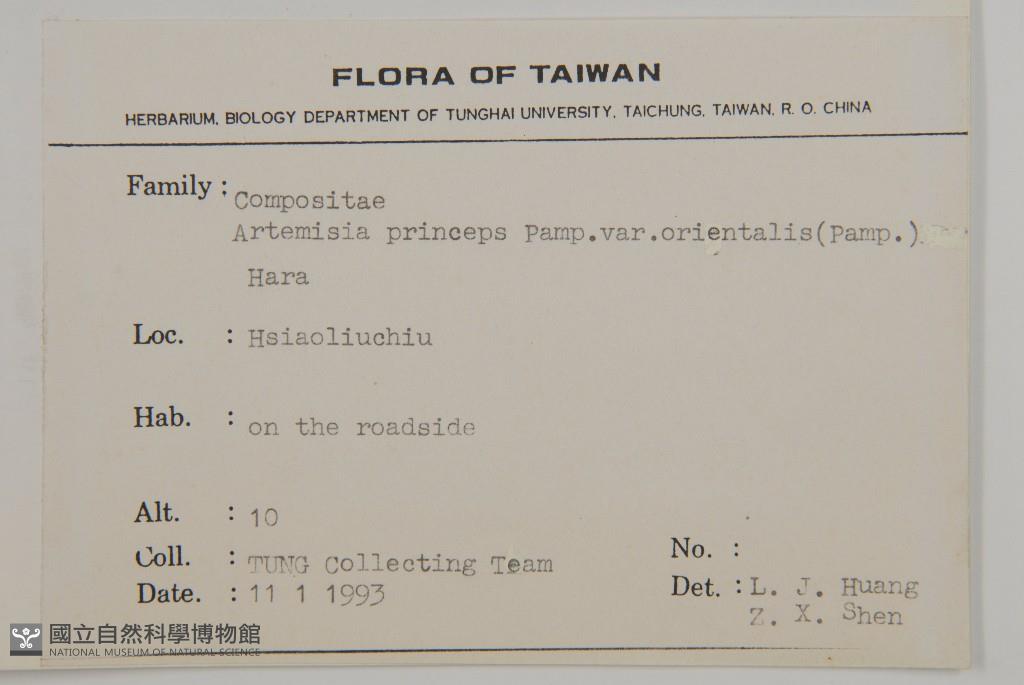 FLORA OF TAIWAN
HERBARIUM, BIOLOGY DEPARTMENT OF TUNGHAI UNIVERSITY, TAICHUNG, TAIWAN, R. O. CHINA
Family : Compositae
Artemisia princeps Pamp.var.orientalis(Pamp.)
Hara
Loc. : Hsiaoliuchiu
Hab. : on the roadside
Alt. : 10
Coll. : TUNG Collecting Team
No. :
Date. : 11 1 1993
Det. : L. J. Huang
Z. X. Shen
國立自然科學博物館
NATIONAL MUSEUM OF NATURAL SCIENCE